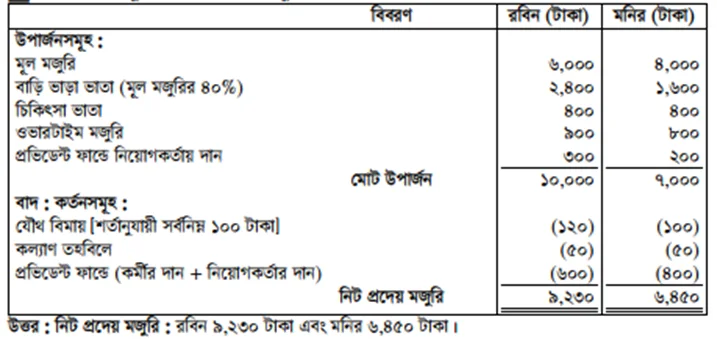 বিবরণ রবিন (টাকা) মনির (টাকা)
উপার্জনসমূহ :
মূল মজুরি ৬,০০০ ৪,০০০
বাড়ি ভাড়া ভাতা (মূল মজুরির ৪০%) ২,৪০০ ১,৬০০
চিকিৎসা ভাতা ৪০০ ৪০০
ওভারটাইম মজুরি ৯০০ ৮০০
প্রভিডেন্ট ফান্ডে নিয়োগকর্তায় দান ৩০০ ২০০
মোট উপার্জন ১০,০০০ ৭,০০০
বাদ : কর্তনসমূহ :
যৌথ বিমায় [শর্তানুযায়ী সর্বনিম্ন ১০০ টাকা] (১২০) (১০০)
কল্যাণ তহবিলে (৫০) (৫০)
প্রভিডেন্ট ফান্ডে (কর্মীর দান + নিয়োগকর্তার দান) (৬০০) (৪০০)
নিট প্রদেয় মজুরি ৯,২৩০ ৬,৪৫০
উত্তর : নিট প্রদেয় মজুরি : রবিন ৯,২৩০ টাকা এবং মনির ৬,৪৫০ টাকা।